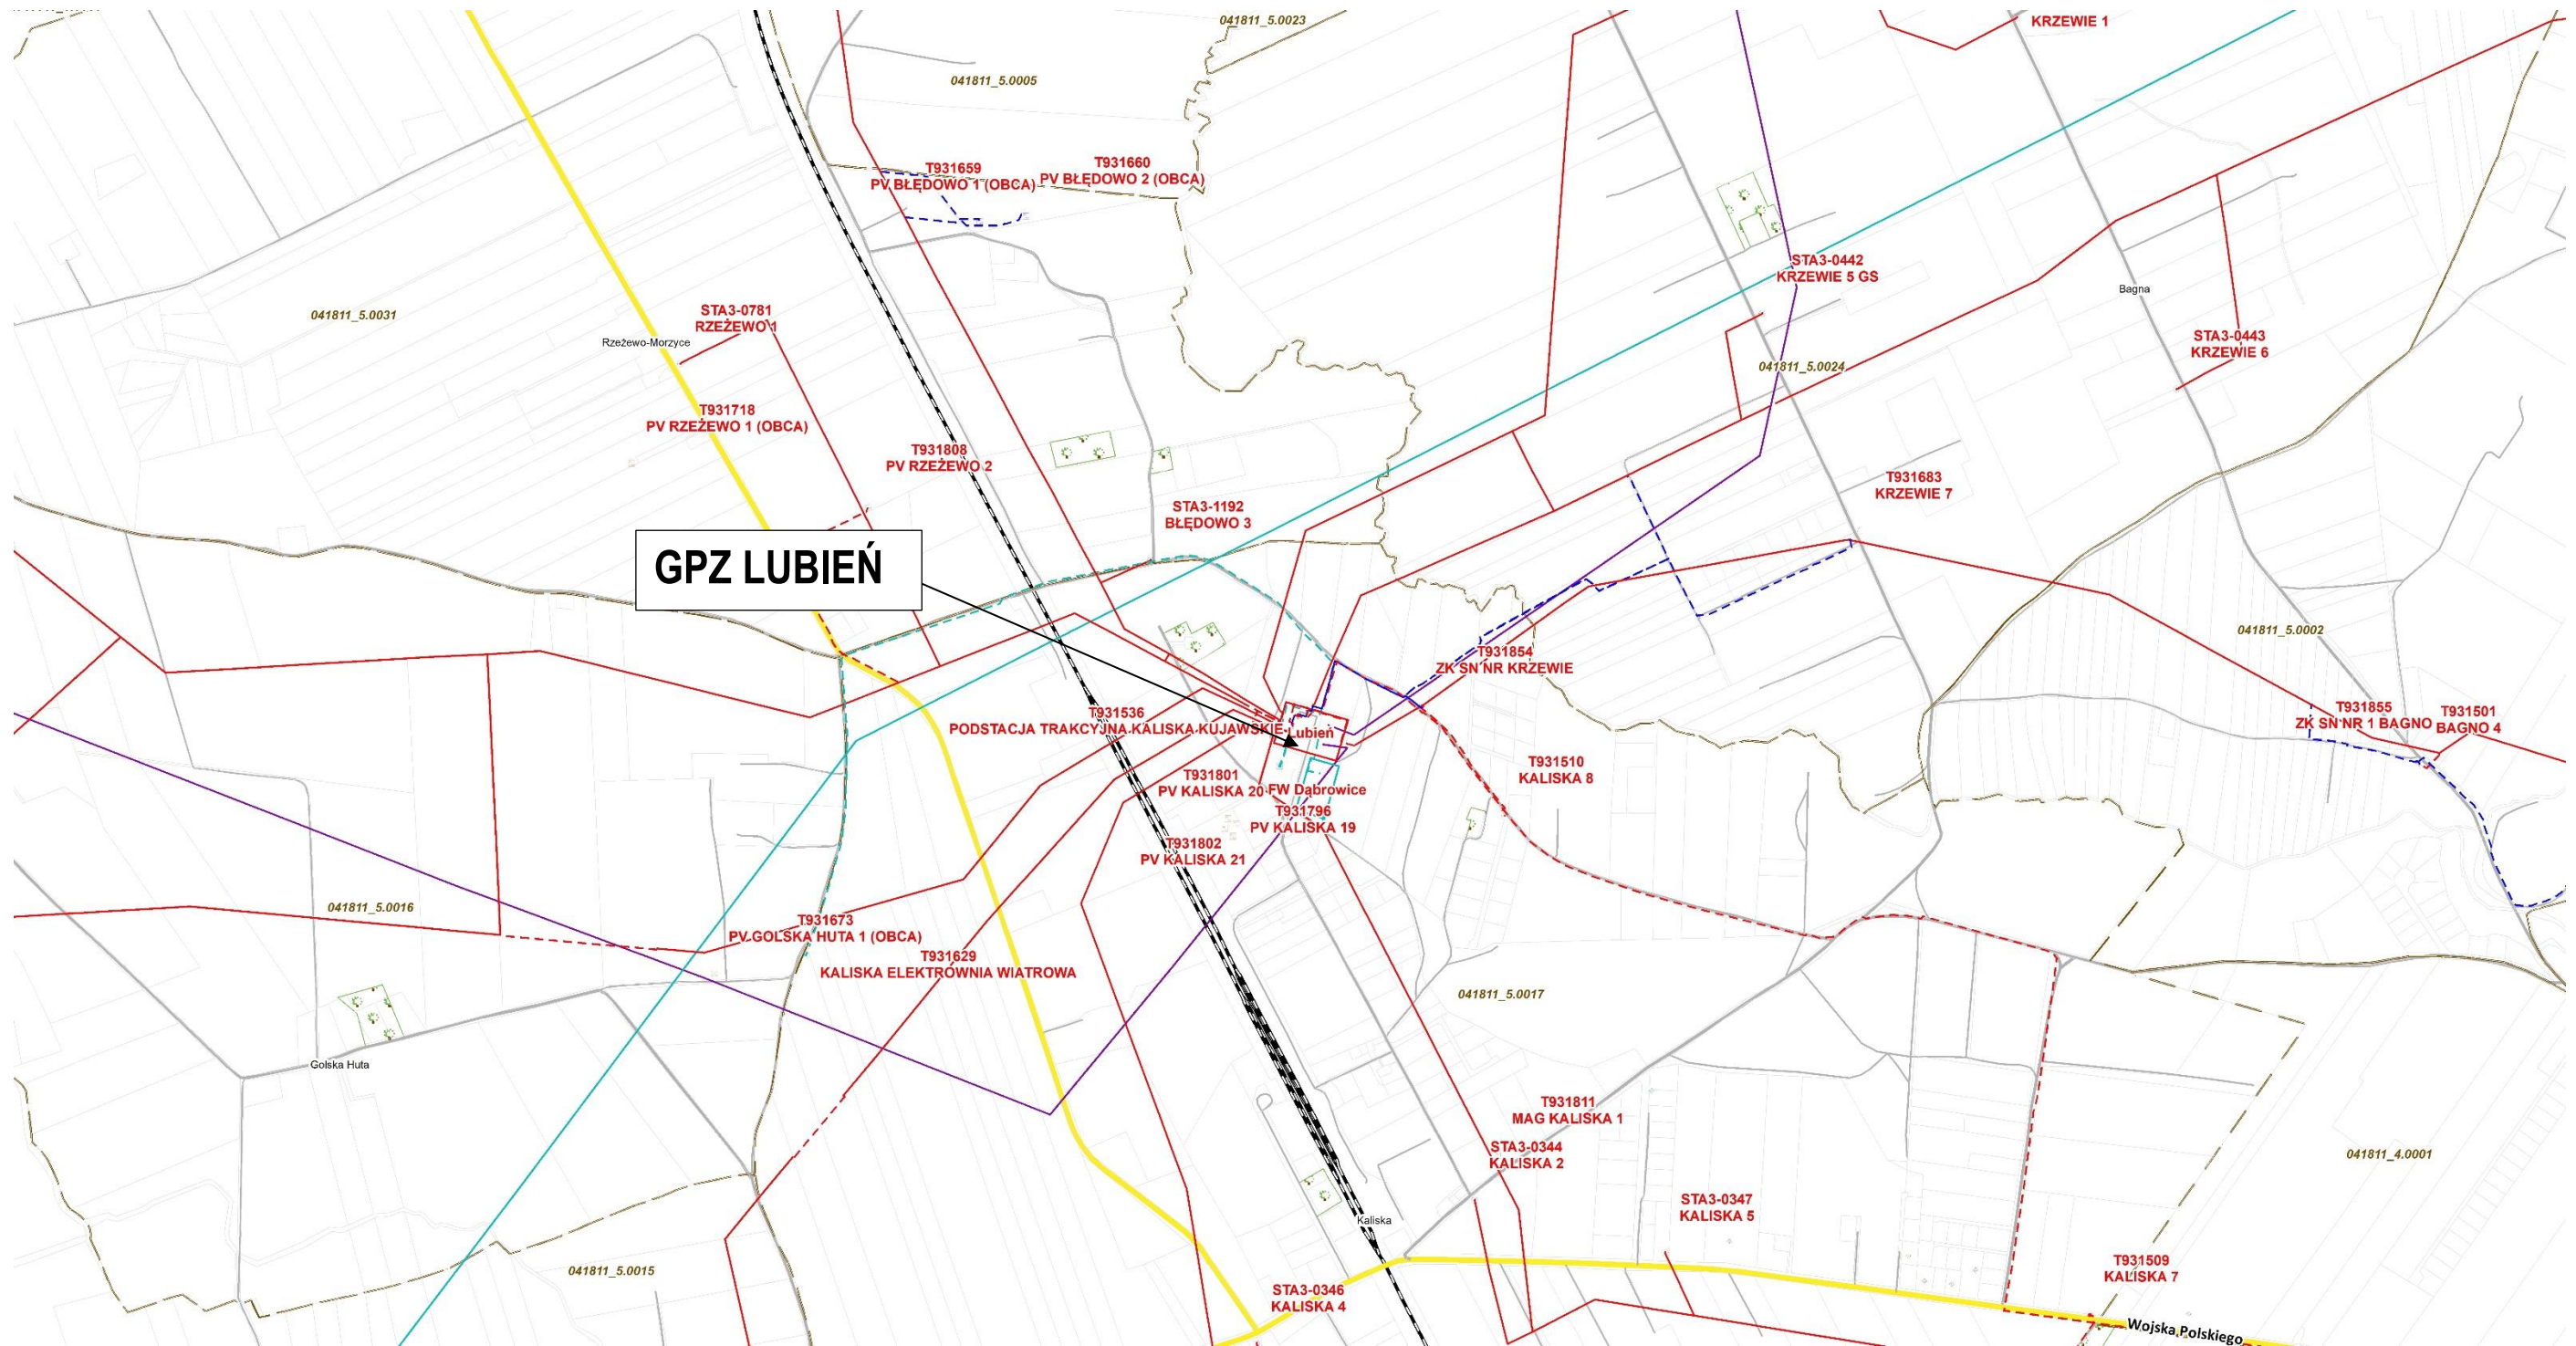 041811_5.0023
KRZEWIE 1
041811_5.0005
T931659
PV BŁĘDOWO 1 (OBCA)
T931660
PV BŁĘDOWO 2 (OBCA)
STA3-0442
KRZEWIE 5 GS
Bagna
041811_5.0031
STA3-0781
RZEŻEWO 1
Rzeżewo-Morzyce
STA3-0443
KRZEWIE 6
041811_5.0024
T931718
PV RZEŻEWO 1 (OBCA)
T931808
PV RZEŻEWO 2
T931683
KRZEWIE 7
STA3-1192
BŁĘDOWO 3
GPZ LUBIEŃ
041811_5.0002
T931854
ZK SN NR KRZEWIE
T931536
PODSTACJA TRAKCYJNA KALISKA KUJAWSKIE
Lubień
T931855
ZK SN NR 1 BAGNO
T931501
BAGNO 4
T931510
KALISKA 8
T931801
PV KALISKA 20
FW Dąbrowice
T931796
PV KALISKA 19
T931802
PV KALISKA 21
041811_5.0016
T931673
PV GOLSKA HUTA 1 (OBCA)
T931629
KALISKA ELEKTROWNIA WIATROWA
041811_5.0017
Golska Huta
T931811
MAG KALISKA 1
STA3-0344
KALISKA 2
041811_4.0001
STA3-0347
KALISKA 5
Kaliska
041811_5.0015
T931509
KALISKA 7
STA3-0346
KALISKA 4
Wojska Polskiego